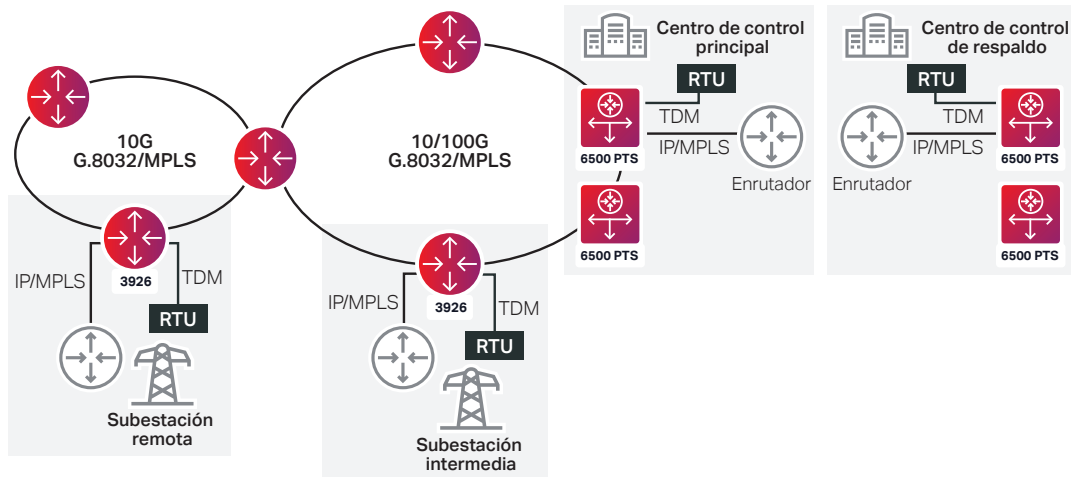 10G
G.8032/MPLS
3926
IP/MPLS
TDM
RTU
Subestación
remota
10/100G
G.8032/MPLS
3926
IP/MPLS
TDM
RTU
Subestación
intermedia
Centro de control
principal
RTU
TDM
IP/MPLS
6500 PTS
Enrutador
6500 PTS
Centro de control
de respaldo
RTU
TDM
IP/MPLS
6500 PTS
Enrutador
6500 PTS